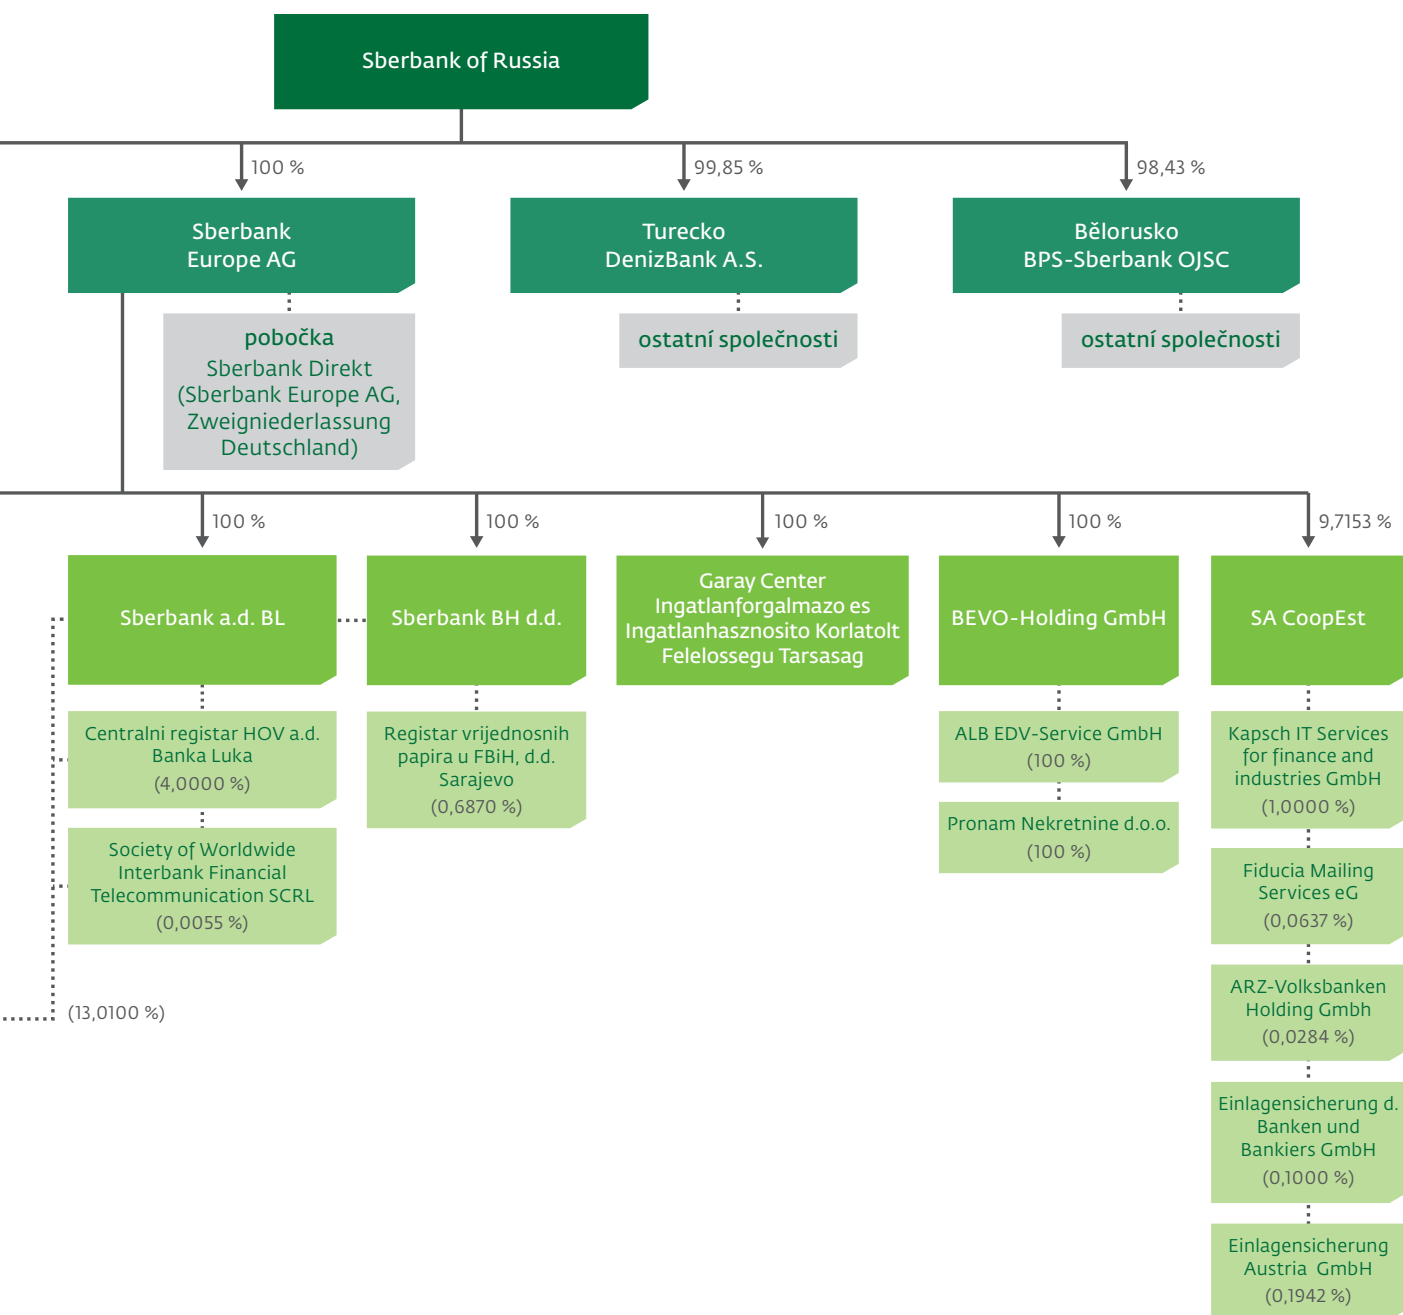 Sberbank of Russia
100 %
99,85 %
98,43 %
Sberbank
Europe AG
Turecko
DenizBank A.S.
Bělorusko
BPS-Sberbank OJSC
pobočka
Sberbank Direkt
(Sberbank Europe AG,
Zweigniederlassung
Deutschland)
ostatní společnosti
ostatní společnosti
100 %
100 %
100 %
100 %
9,7153 %
Sberbank a.d. BL
Sberbank BH d.d.
Garay Center
Ingatlanforgalmazo es
Ingatlanhasznosito Korlatolt
Felelossegu Tarsasag
BEVO-Holding GmbH
SA CoopEst
Centralni registar HOV a.d.
Banka Luka
(4,0000 %)
Society of Worldwide
Interbank Financial
Telecommunication SCRL
(0,0055 %)
(13,0100 %)
Registar vrijednosnih
papira u FBiH, d.d.
Sarajevo
(0,6870 %)
ALB EDV-Service GmbH
(100 %)
Pronam Nekretnine d.o.o.
(100 %)
Kapsch IT Services
for finance and
industries GmbH
(1,0000 %)
Fiducia Mailing
Services eG
(0,0637 %)
ARZ-Volksbanken
Holding Gmbh
(0,0284 %)
Einlagensicherung d.
Banken und
Bankiers GmbH
(0,1000 %)
Einlagensicherung
Austria GmbH
(0,1942 %)